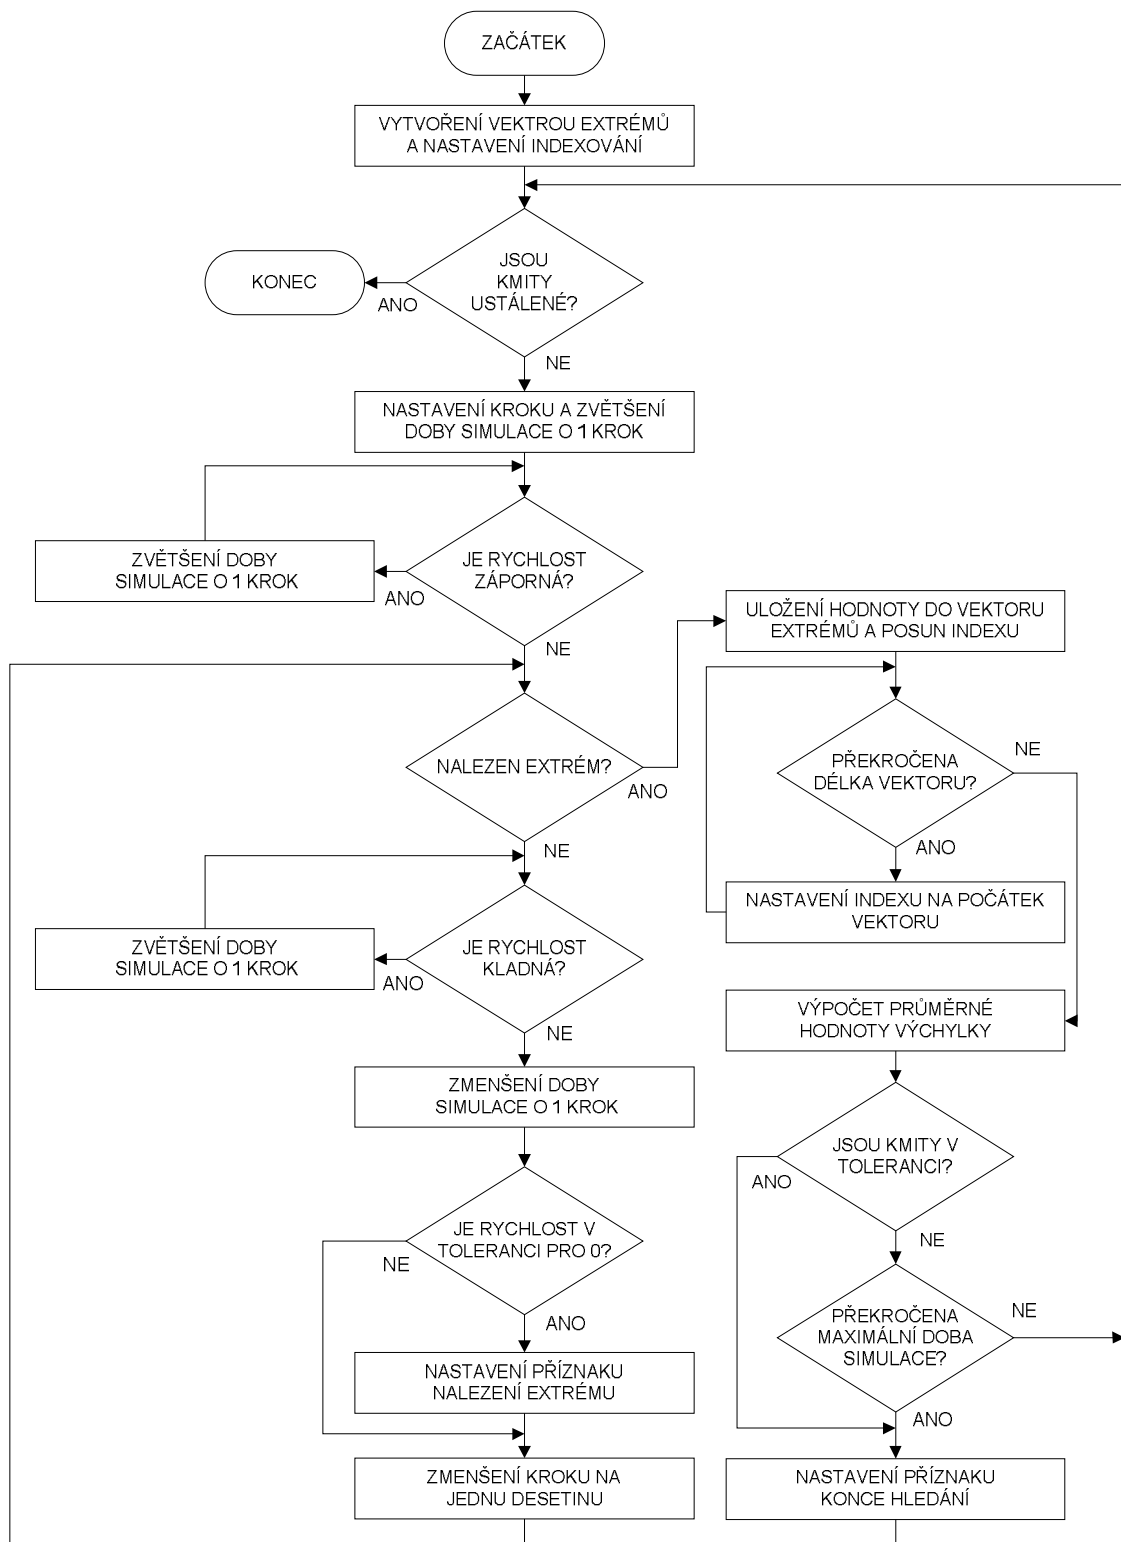 ZAČÁTEK
VYTVOŘENÍ VEKTROU EXTRÉMŮ
A NASTAVENÍ INDEXOVÁNÍ
JSOU
KMITY
USTÁLENÉ?
KONEC
ANO
NE
NASTAVENÍ KROKU A ZVĚTŠENÍ
DOBY SIMULACE O 1 KROK
JE RYCHLOST
ZÁPORNÁ?
ANO
ZVĚTŠENÍ DOBY
SIMULACE O 1 KROK
NE
NALEZEN EXTRÉM?
ANO
NE
JE RYCHLOST
KLADNÁ?
ANO
ZVĚTŠENÍ DOBY
SIMULACE O 1 KROK
NE
ZMENŠENÍ DOBY
SIMULACE O 1 KROK
JE RYCHLOST V
TOLERANCI PRO 0?
NE
ANO
NASTAVENÍ PŘÍZNAKU
NALEZENÍ EXTRÉMU
ZMENŠENÍ KROKU NA
JEDNU DESETINU
ULOŽENÍ HODNOTY DO VEKTORU
EXTRÉMŮ A POSUN INDEXU
PŘEKROČENA
DÉLKA VEKTORU?
NE
ANO
NASTAVENÍ INDEXU NA POČÁTEK
VEKTORU
VÝPOČET PRŮMĚRNÉ
HODNOTY VÝCHYLKY
JSOU KMITY V
TOLERANCI?
ANO
NE
PŘEKROČENA
MAXIMÁLNÍ DOBA
SIMULACE?
NE
ANO
NASTAVENÍ PŘÍZNAKU
KONCE HLEDÁNÍ